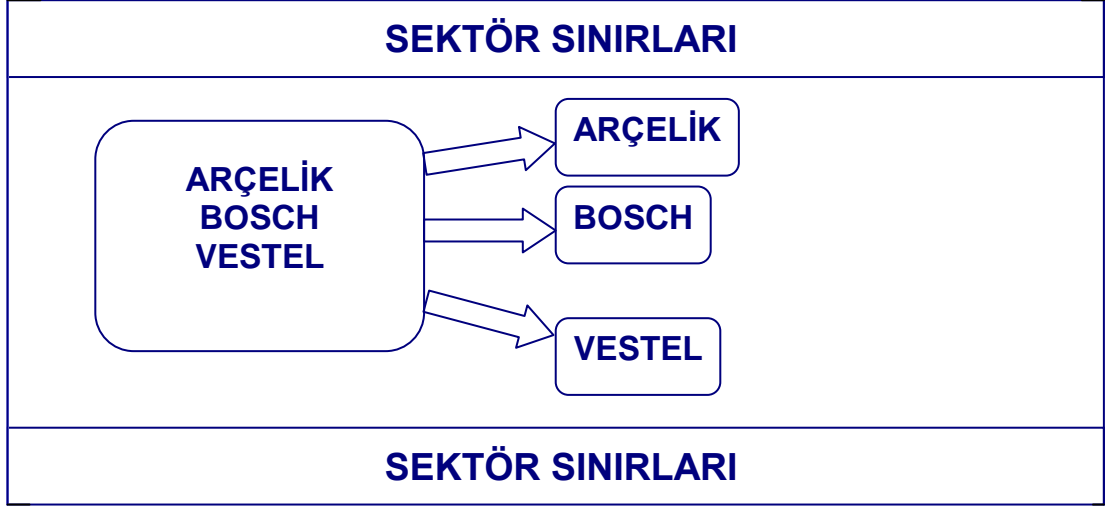 SEKTÖR SINIRLARI
ARÇELİK
BOSCH
VESTEL
ARÇELİK
BOSCH
VESTEL
SEKTÖR SINIRLARI